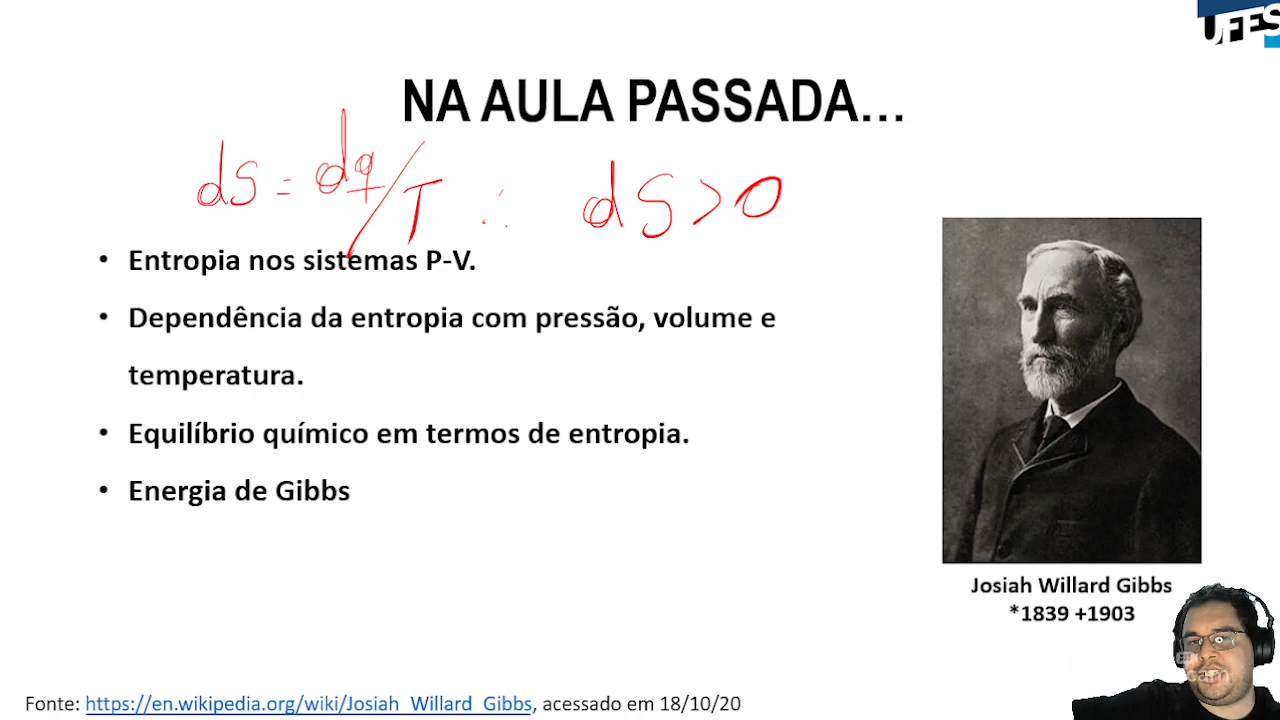 UFES
NA AULA PASSADA...
dS = dq/T ∴ dS > 0
• Entropia nos sistemas P-V.
• Dependência da entropia com pressão, volume e
temperatura.
• Equilíbrio químico em termos de entropia.
• Energia de Gibbs
Josiah Willard Gibbs
*1839 +1903
Fonte: https://en.wikipedia.org/wiki/Josiah_Willard_Gibbs, acessado em 18/10/20